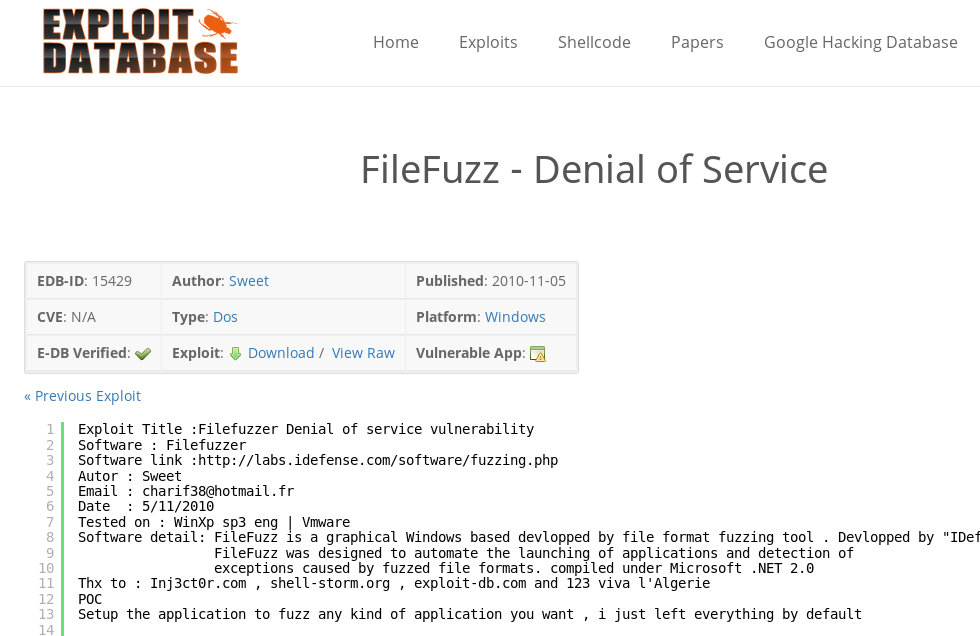 EXPLOIT
DATABASE
Home Exploits Shellcode Papers Google Hacking Database
FileFuzz - Denial of Service
EDB-ID: 15429 Author: Sweet Published: 2010-11-05
CVE: N/A Type: Dos Platform: Windows
E-DB Verified: Exploit: Download / View Raw Vulnerable App:
« Previous Exploit
1 Exploit Title :Filefuzzer Denial of service vulnerability
2 Software : Filefuzzer
3 Software link :http://labs.idefense.com/software/fuzzing.php
4 Autor : Sweet
5 Email : charif38@hotmail.fr
6 Date  : 5/11/2010
7 Tested on : WinXp sp3 eng | Vmware
8 Software detail: FileFuzz is a graphical Windows based devlopped by file format fuzzing tool . Devlopped by "IDef
9 FileFuzz was designed to automate the launching of applications and detection of
10 exceptions caused by fuzzed file formats. compiled under Microsoft .NET 2.0
11 Thx to : Inj3ct0r.com , shell-storm.org , exploit-db.com and 123 viva l'Algerie
12 POC
13 Setup the application to fuzz any kind of application you want , i just left everything by default
14